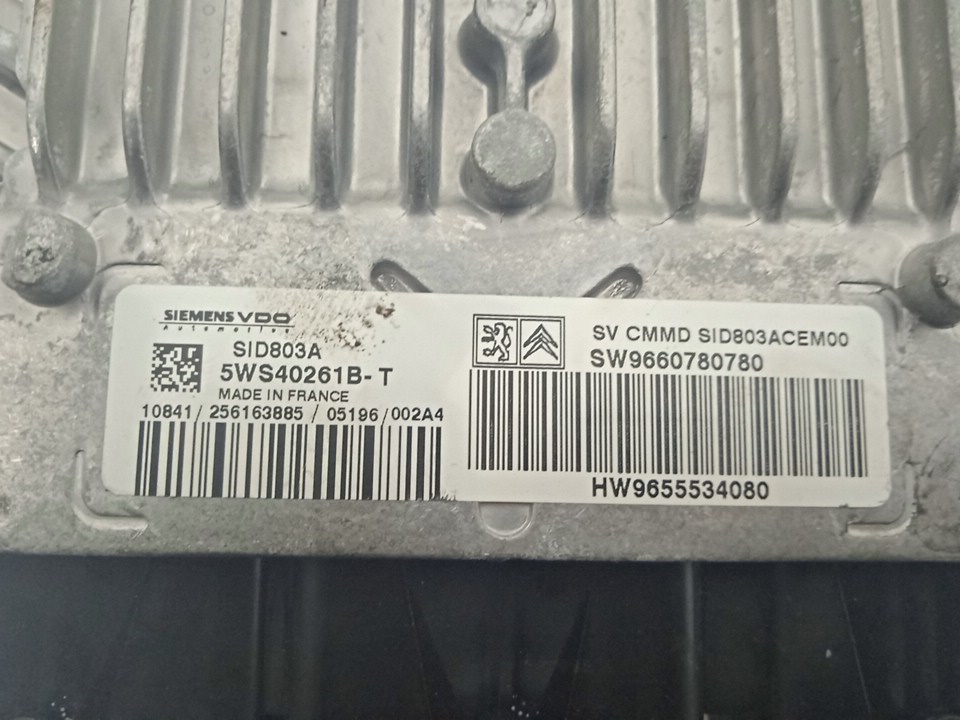 SIEMENS VDO
Automotive
SID803A
5WS40261B-T
MADE IN FRANCE
10841/ 256163885 / 05196 /002A4
SV CMMD SID803ACEM00
SW9660780780
HW9655534080